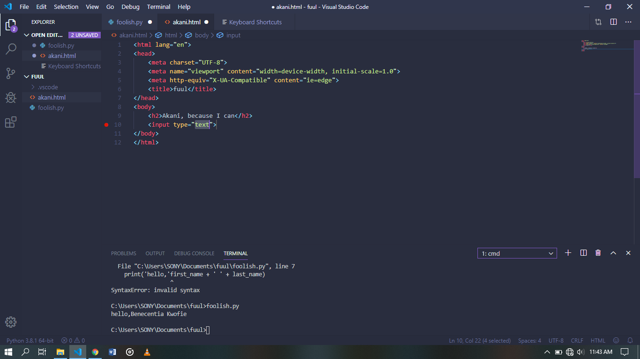 File Edit Selection View Go Debug Terminal Help
● akani.html - fuul - Visual Studio Code
EXPLORER
foolish.py ●
akani.html ●
Keyboard Shortcuts
OPEN EDIT... 2 UNSAVED
● foolish.py
● akani.html
Keyboard Shortcuts
FUUL
.vscode
akani.html
foolish.py
akani.html > html > body > input
1 <html lang="en">
2 <head>
3 <meta charset="UTF-8">
4 <meta name="viewport" content="width=device-width, initial-scale=1.0">
5 <meta http-equiv="X-UA-Compatible" content="ie=edge">
6 <title>fuul</title>
7 </head>
8 <body>
9 <h2>Akani, because I can</h2>
10 <input type="text">
11 </body>
12 </html>
PROBLEMS OUTPUT DEBUG CONSOLE TERMINAL
1: cmd
File "C:\Users\SONY\Documents\fuul\foolish.py", line 7
print('hello,'first_name + ' ' + last_name)
^
SyntaxError: invalid syntax
C:\Users\SONY\Documents\fuul>foolish.py
hello,Benecentia Kwofie
C:\Users\SONY\Documents\fuul>
Python 3.8.1 64-bit 0 0
Ln 10, Col 22 (4 selected) Spaces: 4 UTF-8 CRLF HTML
11:43 AM